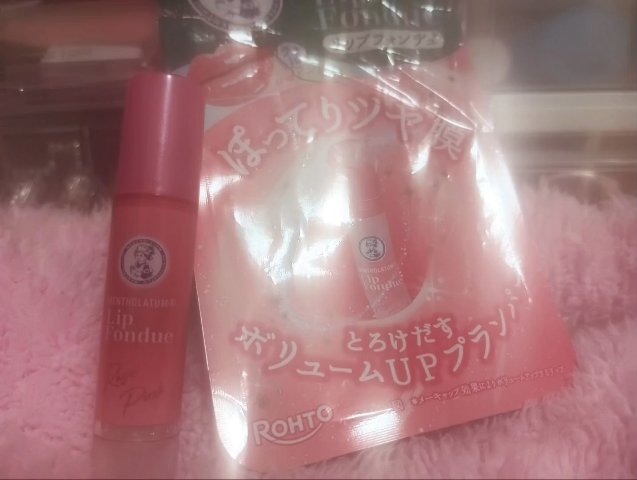 Fondue
リップフォンデュ
ぽってりツヤ膜
MENTHOLATUM
Lip
Fondue
とろけだす
ボリュームUPプランパー
ROHTO
MENTHOLATUM
Lip
Fondue
Pink